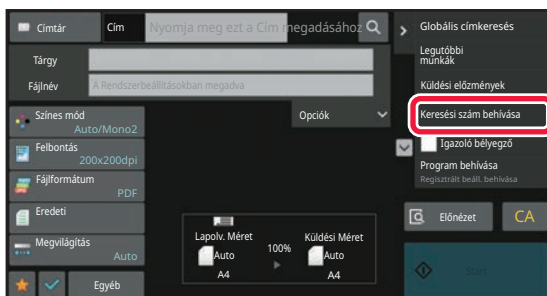 Címtár
Cím
Nyomja meg ezt a Cím megadásához
Tárgy
Fájlnév
A Rendszerbeállításokban megadva
Színes mód
Auto/Mono2
Felbontás
200x200dpi
Fájlformátum
PDF
Eredeti
Megvilágítás
Auto
Egyéb
Opciók
Lapolv. Méret
Auto
A4
100%
Küldési Méret
Auto
A4
Globális címkeresés
Legutóbbi
munkák
Küldési előzmények
Keresési szám behívása
Igazoló bélyegző
Program behívása
Regisztrált beáll. behívása
Előnézet
CA
Start